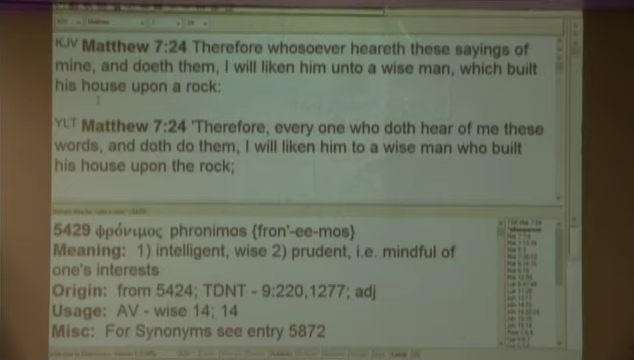 KJV Matthew 7:24 Therefore whosoever heareth these sayings of
mine, and doeth them, I will liken him unto a wise man, which built
his house upon a rock:
YLT Matthew 7:24 'Therefore, every one who doth hear of me these
words, and doth do them, I will liken him to a wise man who built
his house upon the rock;
5429 φρόνιμος phronimos {fron'-ee-mos}
Meaning: 1) intelligent, wise 2) prudent, i.e. mindful of
one's interests
Origin: from 5424; TDNT - 9:220,1277; adj
Usage: AV - wise 14; 14
Misc: For Synonyms see entry 5872